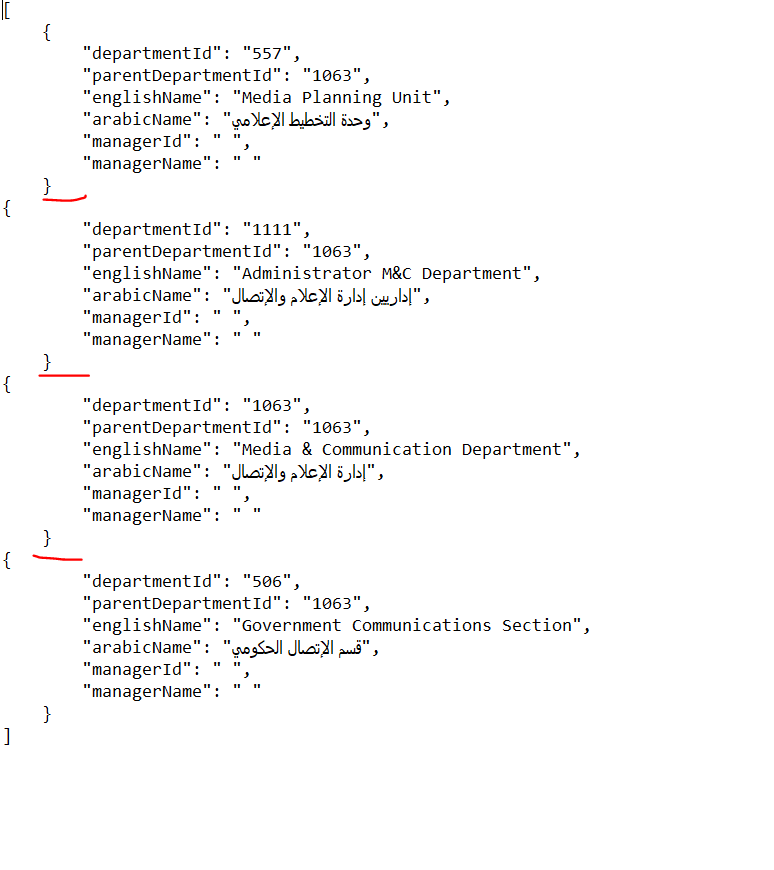 [
{
"departmentId": "557",
"parentDepartmentId": "1063",
"englishName": "Media Planning Unit",
"arabicName": "وحدة التخطيط الإعلامي",
"managerId": " ",
"managerName": " "
}
{
"departmentId": "1111",
"parentDepartmentId": "1063",
"englishName": "Administrator M&C Department",
"arabicName": "إداريين إدارة الإعلام والإتصال",
"managerId": " ",
"managerName": " "
}
{
"departmentId": "1063",
"parentDepartmentId": "1063",
"englishName": "Media & Communication Department",
"arabicName": "إدارة الإعلام والإتصال",
"managerId": " ",
"managerName": " "
}
{
"departmentId": "506",
"parentDepartmentId": "1063",
"englishName": "Government Communications Section",
"arabicName": "قسم الإتصال الحكومي",
"managerId": " ",
"managerName": " "
}
]